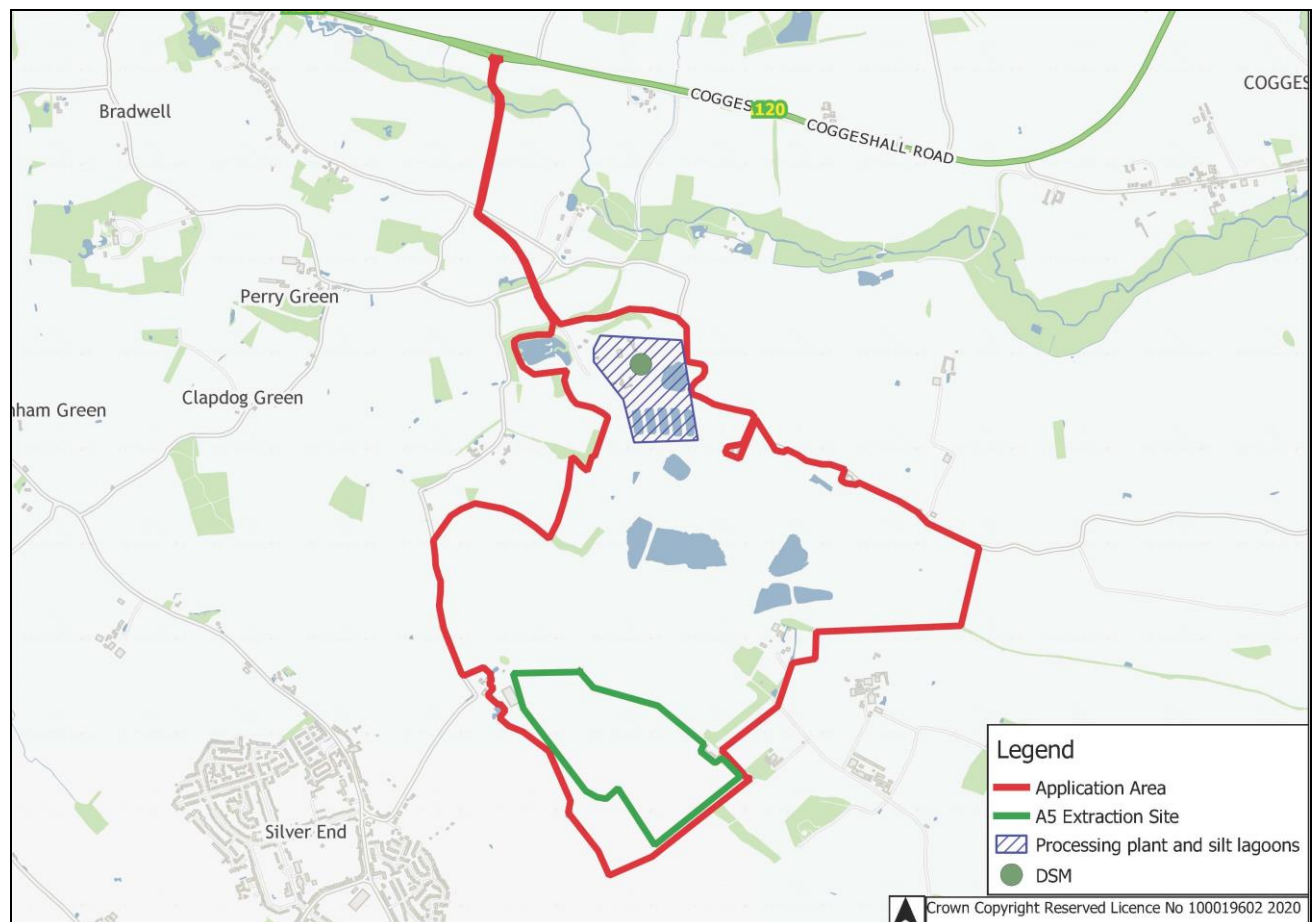 Bradwell
COGGES
A120
COGGESHALL ROAD
COGGES
Perry Green
Clapdog Green
nham Green
Silver End
Legend
Application Area
A5 Extraction Site
Processing plant and silt lagoons
DSM
Crown Copyright Reserved Licence No 100019602 2020